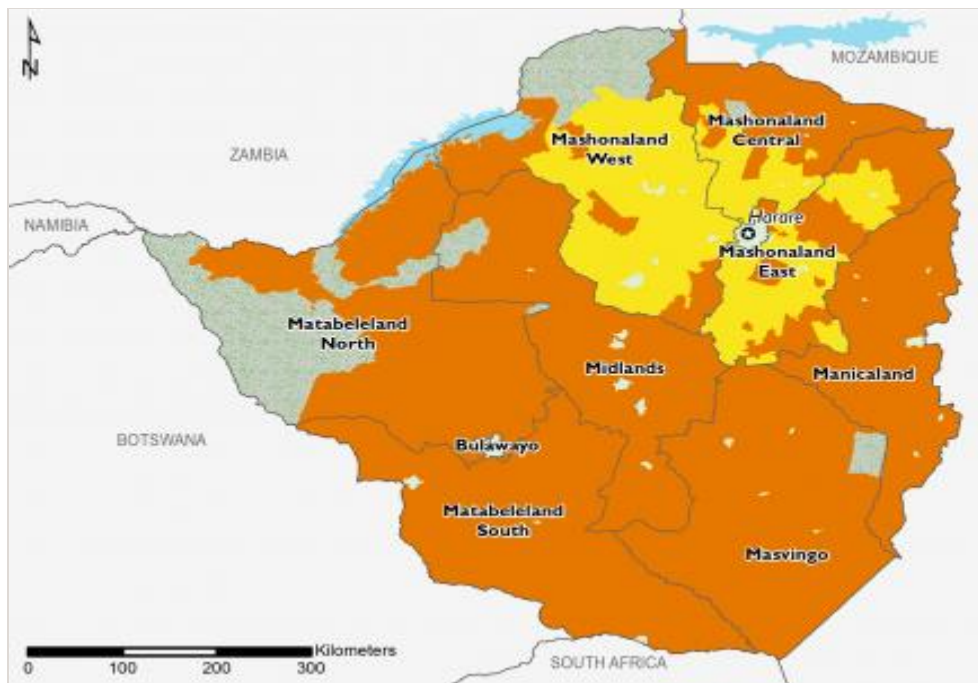 N
MOZAMBIQUE
Mashonaland
Central
Mashonaland
West
ZAMBIA
NAMIBIA
Harare
Mashonaland
East
Matabeleland
North
Midlands
Manicaland
BOTSWANA
Bulawayo
Matabeleland
South
Masvingo
Kilometers
0 100 200 300
SOUTH AFRICA